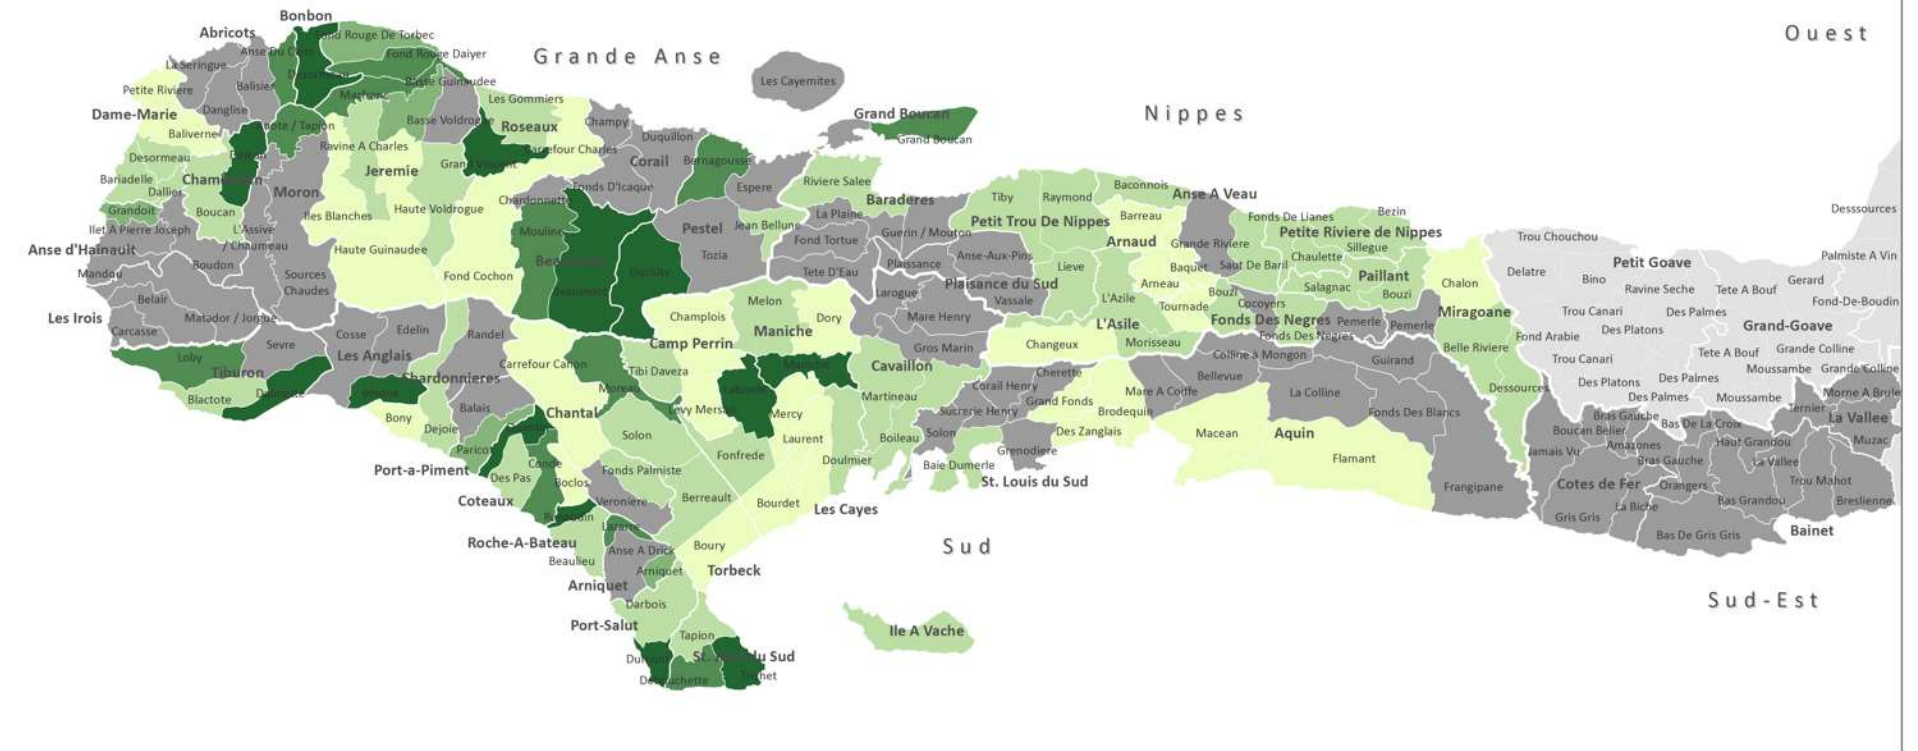 Bonbon
Abricots
Fond Rouge De Torbec
Ouest
Anse Du Clerc
Fond Rouge Daiyer
Grande Anse
La Seringue
Balisier
Basse Guinaudee
Les Cayemites
Petite Riviere
Les Gommiers
Danglise
Dame-Marie
Grand Boucan
Nippes
Basse Voldrogue
Roseaux
Champy
Baliverne
Anote / Tapion
Duquillon
Grand Boucan
Ravine A Charles
Carrefour Charles
Desormeau
Corail
Bernagousse
Jeremie
Bariadelle
Moron
Fonds D'Icaque
Espere
Riviere Salee
Dallier
Baconnois
Anse A Veau
Chardonnette
Baraderes
Tiby
Raymond
Grandoit
Boucan
Iles Blanches
Haute Voldrogue
La Plaine
Petit Trou De Nippes
Barreau
Fonds De Lianes
Bezin
Desssources
Ilet A Pierre Joseph
L'Assive
/ Chaumeau
Mouline
Pestel
Jean Bellune
Guerin / Mouton
Petite Riviere de Nippes
Trou Chouchou
Anse d'Hainault
Haute Guinaudee
Fond Tortue
Arnaud
Grande Riviere
Sillegue
Boudon
Tozia
Plaissance
Anse-Aux-Pins
Chaulette
Petit Goave
Palmiste A Vin
Mandou
Sources
Chaudes
Fond Cochon
Tete D'Eau
Lieve
Baquet
Saut De Baril
Paillant
Delatre
Plaisance du Sud
Arneau
Salagnac
Chalon
Bino
Gerard
Belair
Larogue
Vassale
L'Azile
Bouzi
Bouzi
Ravine Seche
Tete A Bouf
Fond-De-Boudin
Les Irois
Matador / Jorgue
Melon
Tournade
Cocoyers
Miragoane
Trou Canari
Des Palmes
Carcasse
Cosse
Edelin
Randel
Champlois
Dory
Mare Henry
L'Asile
Fonds Des Negres
Pemerle
Pemerle
Des Platons
Grand-Goave
Maniche
Fonds Des Negres
Fond Arabie
Sevre
Camp Perrin
Changeux
Morisseau
Belle Riviere
Loby
Les Anglais
Gros Marin
Colline a Mongon
Guirand
Trou Canari
Tete A Bouf
Grande Colline
Tiburon
Carrefour Canon
Cavaillon
Cherette
Bellevue
Moussambe
Grande Colline
Chardonnieres
Tibi Daveza
Corail Henry
Des Platons
Des Palmes
Dessources
Blactote
Martineau
Mare A Coiffe
La Colline
Des Palmes
Moussambe
Morne A Brule
Bony
Balais
Chantal
Mercy
Grand Fonds
Sucrerie Henry
Brodequin
Fonds Des Blancs
Bras Gauche
Ternier
La Vallee
Dejoie
Solon
Laurent
Boileau
Solon
Des Zanglais
Macean
Aquin
Boucan Belier
Bas De La Croix
Haut Grandou
Muzac
Paricot
Fonfrede
Grenodiere
Jamais Vu
Amazones
Port-a-Piment
Conde
Fonds Palmiste
Doulmier
Baie Dumerle
Flamant
Bras Gauche
La Vallee
Des Pas
Boclos
St. Louis du Sud
Frangipane
Cotes de Fer
Orangers
Trou Mahot
Coteaux
Veroniere
Berreault
Bourdet
Les Cayes
La Biche
Bas Grandou
Breslienne
Gris Gris
Roche-A-Bateau
Lazarre
Boury
Sud
Bas De Gris Gris
Bainet
Beaulieu
Anse A Drick
Arniquet
Torbeck
Arniquet
Sud-Est
Darbois
Port-Salut
Tapion
Ile A Vache